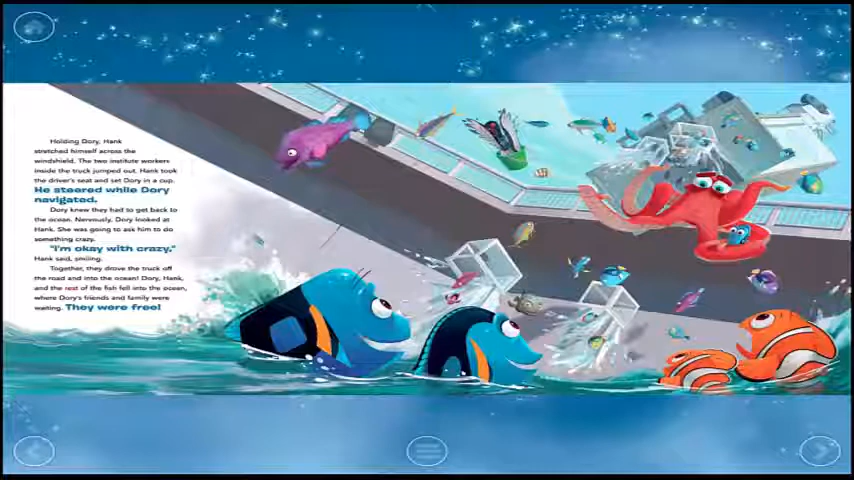 Holding Dory, Hank
stretched himself across the
windshield. The two institute workers
inside the truck jumped out. Hank took
the driver's seat and set Dory in a cup.
He steered while Dory
navigated.
Dory knew they had to get back to
the ocean. Nervously, Dory looked at
Hank. She was going to ask him to do
something crazy.
"I'm okay with crazy,"
Hank said, smiling.
Together, they drove the truck off
the road and into the ocean! Dory, Hank,
and the rest of the fish fell into the ocean,
where Dory's friends and family were
waiting. They were free!